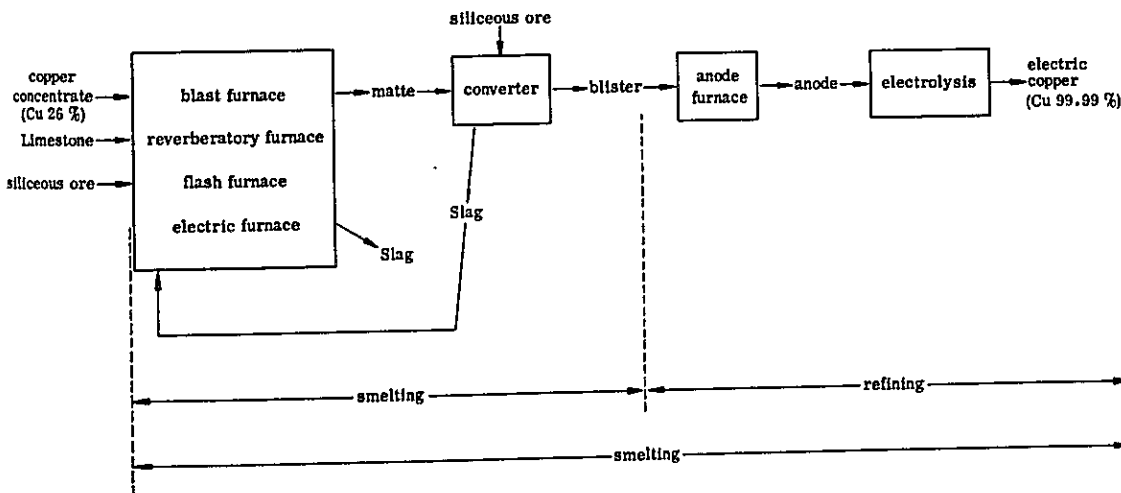 siliceous ore
copper
concentrate
(Cu 26 %)
Limestone
siliceous ore
blast furnace
reverberatory furnace
flash furnace
electric furnace
Slag
matte
converter
Slag
blister
anode
furnace
anode
electrolysis
electric
copper
(Cu 99.99 %)
smelting
refining
smelting